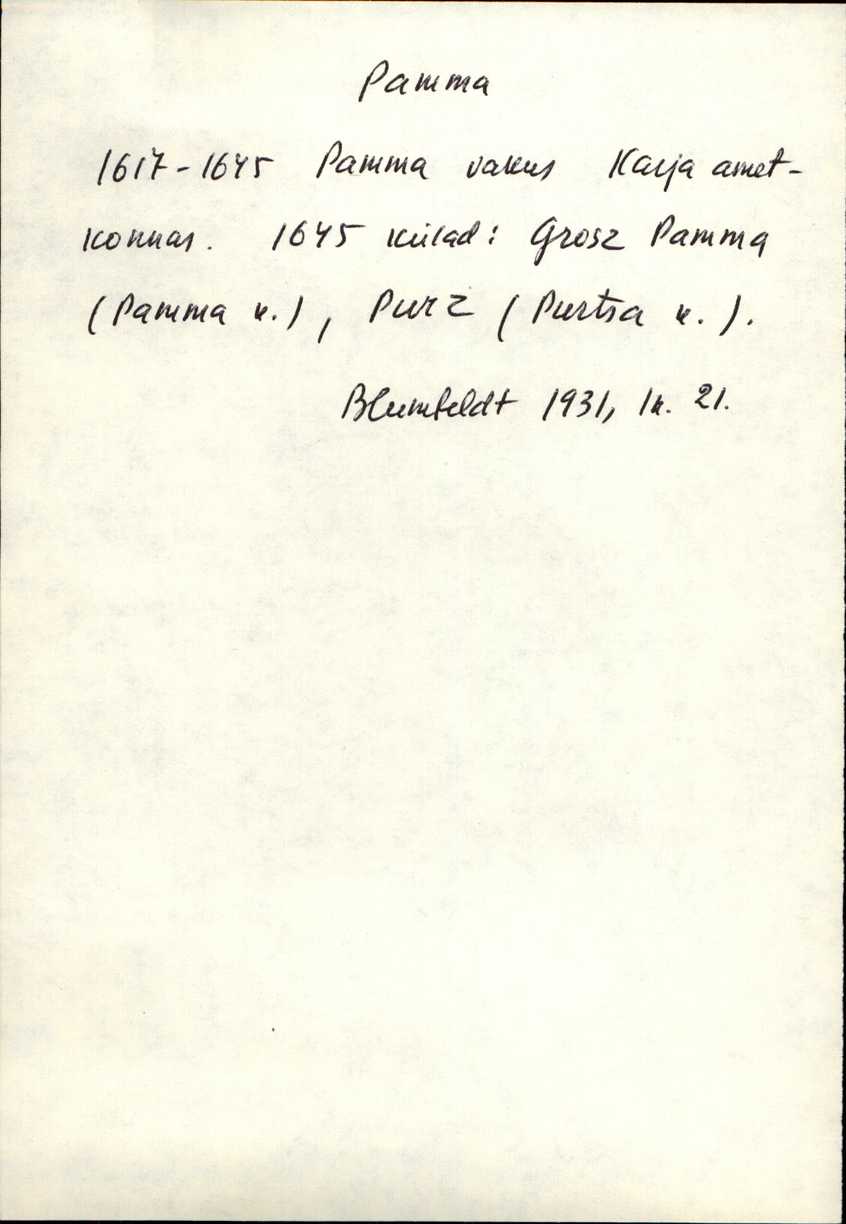 Pamma
1617-1645 Pamma vakus Karja amet-
konnas. 1645 külad: Grosz Pamma
(Pamma k.), Purz (Purtsa k.).
Blumfeldt 1931, lk. 21.